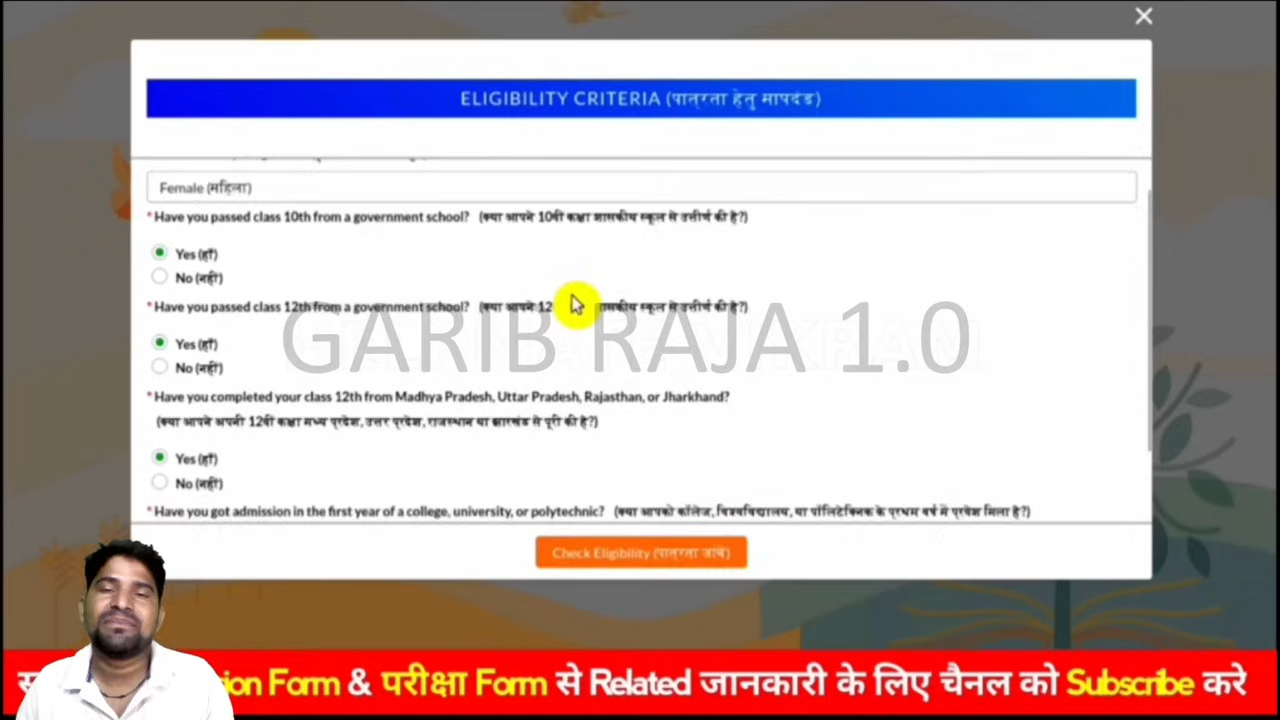 ELIGIBILITY CRITERIA (पात्रता हेतु मापदंड)
Female (महिला)
* Have you passed class 10th from a government school? (क्या आपने 10वीं कक्षा शासकीय स्कूल से उत्तीर्ण की है?)
Yes (हाँ)
No (नहीं)
* Have you passed class 12th from a government school? (क्या आपने 12 शासकीय स्कूल से उत्तीर्ण की है?)
GARIB RAJA 1.0
Yes (हाँ)
No (नहीं)
* Have you completed your class 12th from Madhya Pradesh, Uttar Pradesh, Rajasthan, or Jharkhand?
(क्या आपने अपनी 12वीं कक्षा मध्य प्रदेश, उत्तर प्रदेश, राजस्थान या झारखंड से पूरी की है?)
Yes (हाँ)
No (नहीं)
* Have you got admission in the first year of a college, university, or polytechnic? (क्या आपको कॉलेज, विश्वविद्यालय, या पॉलिटेक्निक के प्रथम वर्ष में प्रवेश मिला है?)
Check Eligibility (पात्रता जाचें)
Form & परीक्षा Form से Related जानकारी के लिए चैनल को Subscribe करे